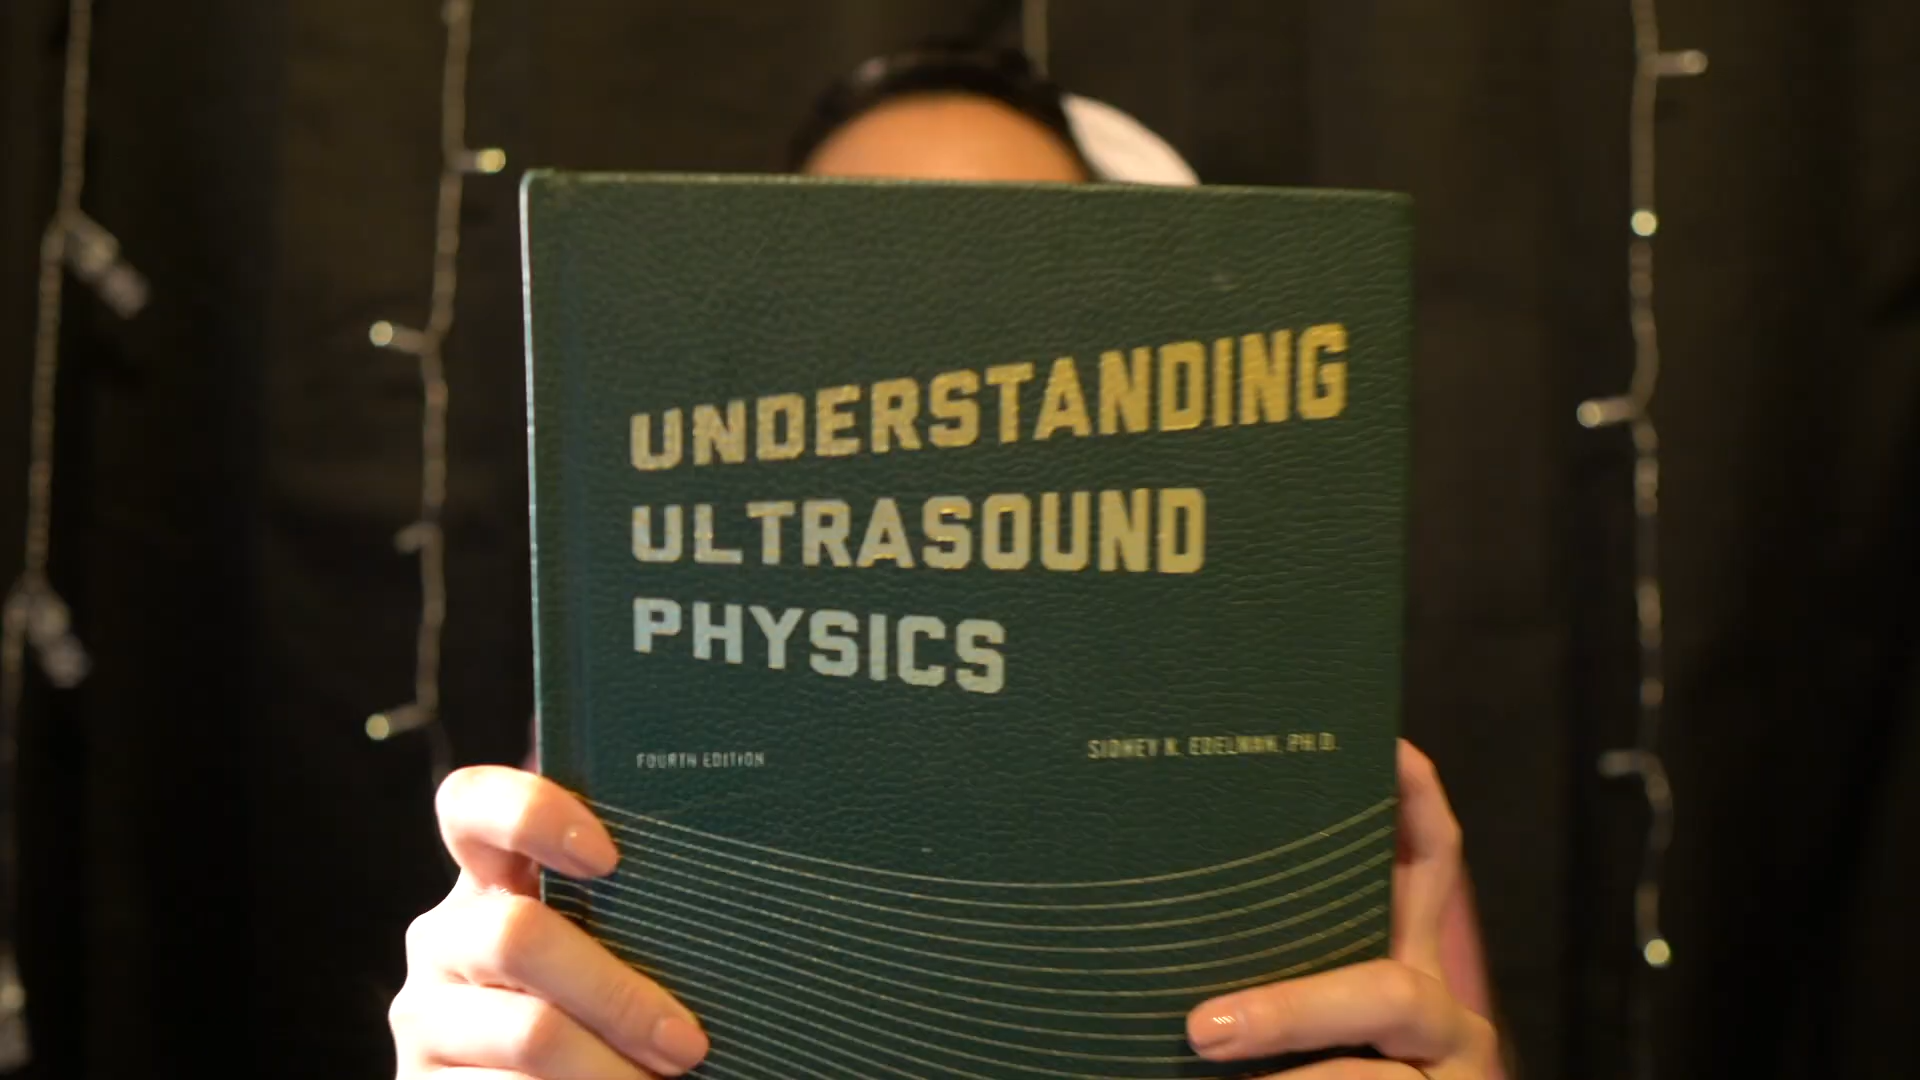 UNDERSTANDING
ULTRASOUND
PHYSICS
FOURTH EDITION
SIDNEY K. EDELMAN, PH.D.